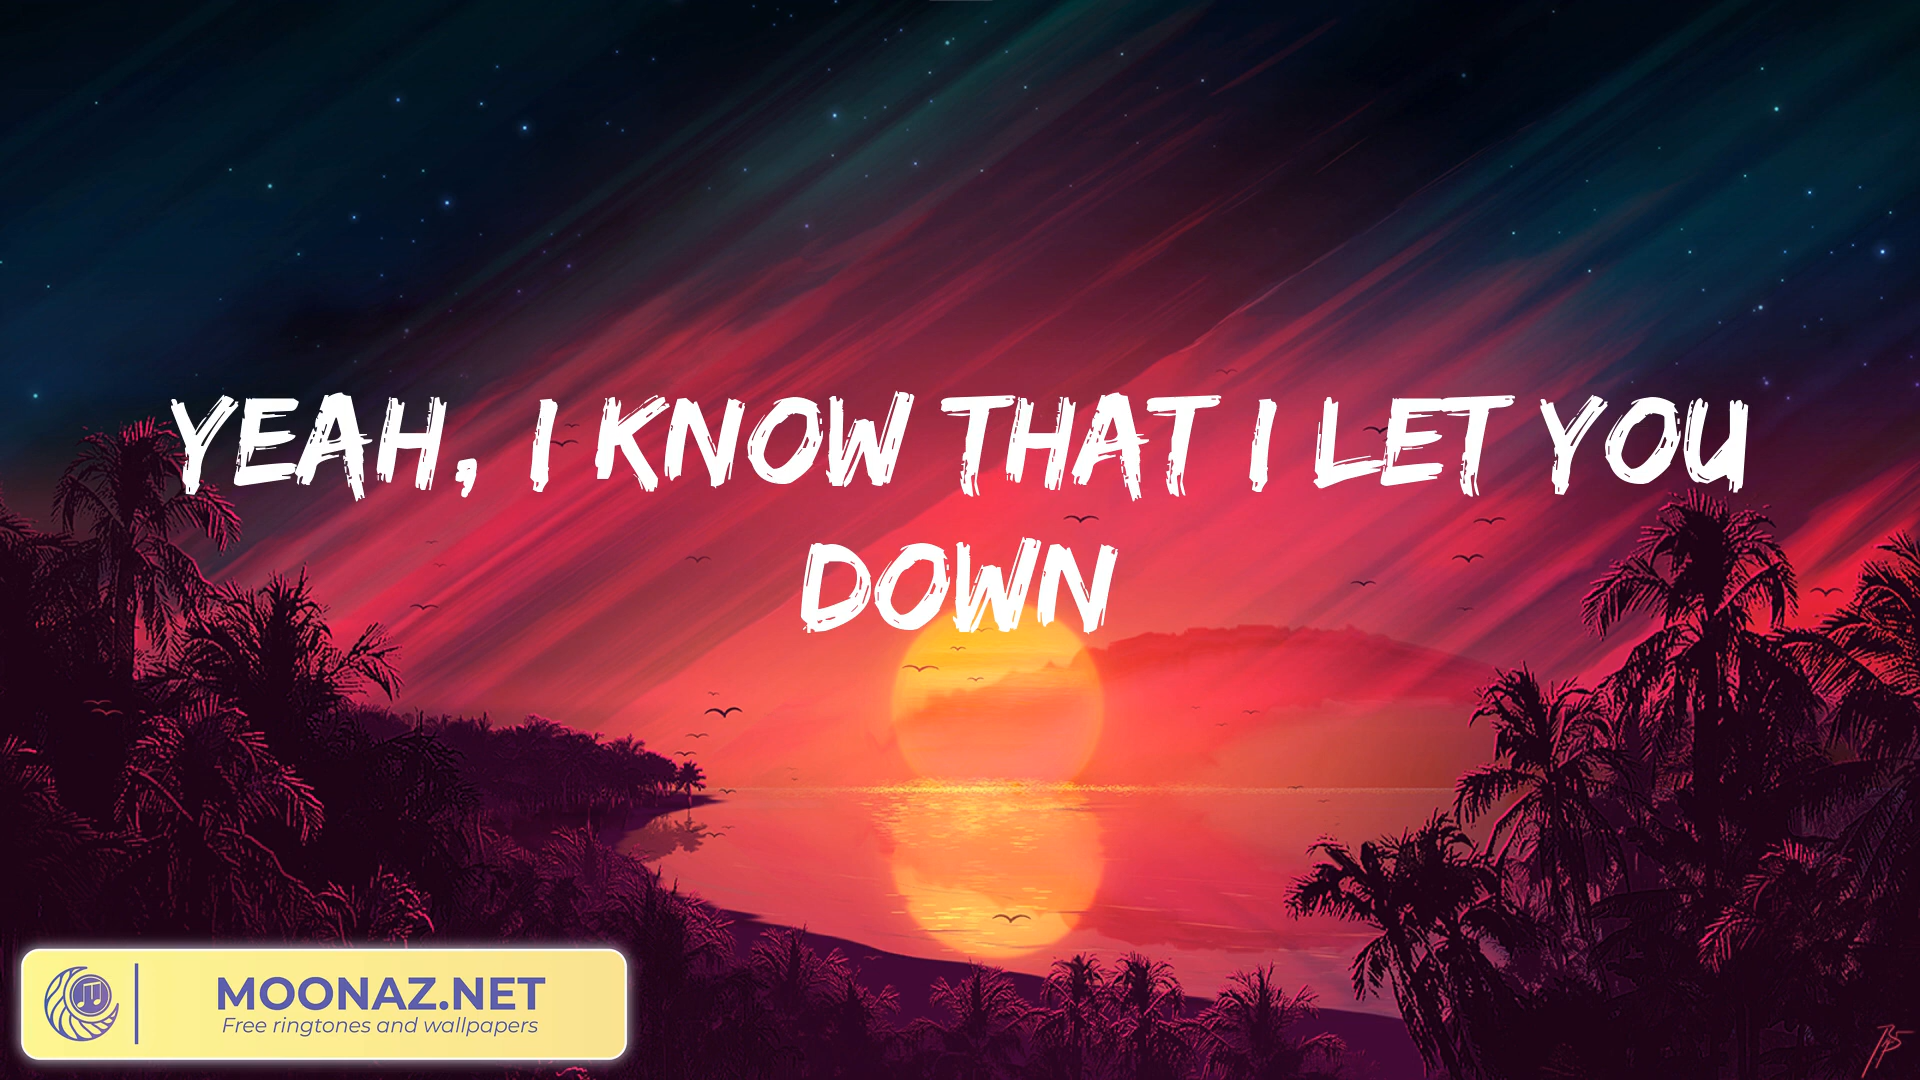 YEAH, I KNOW THAT I LET YOU
DOWN
MOONAZ.NET
Free ringtones and wallpapers